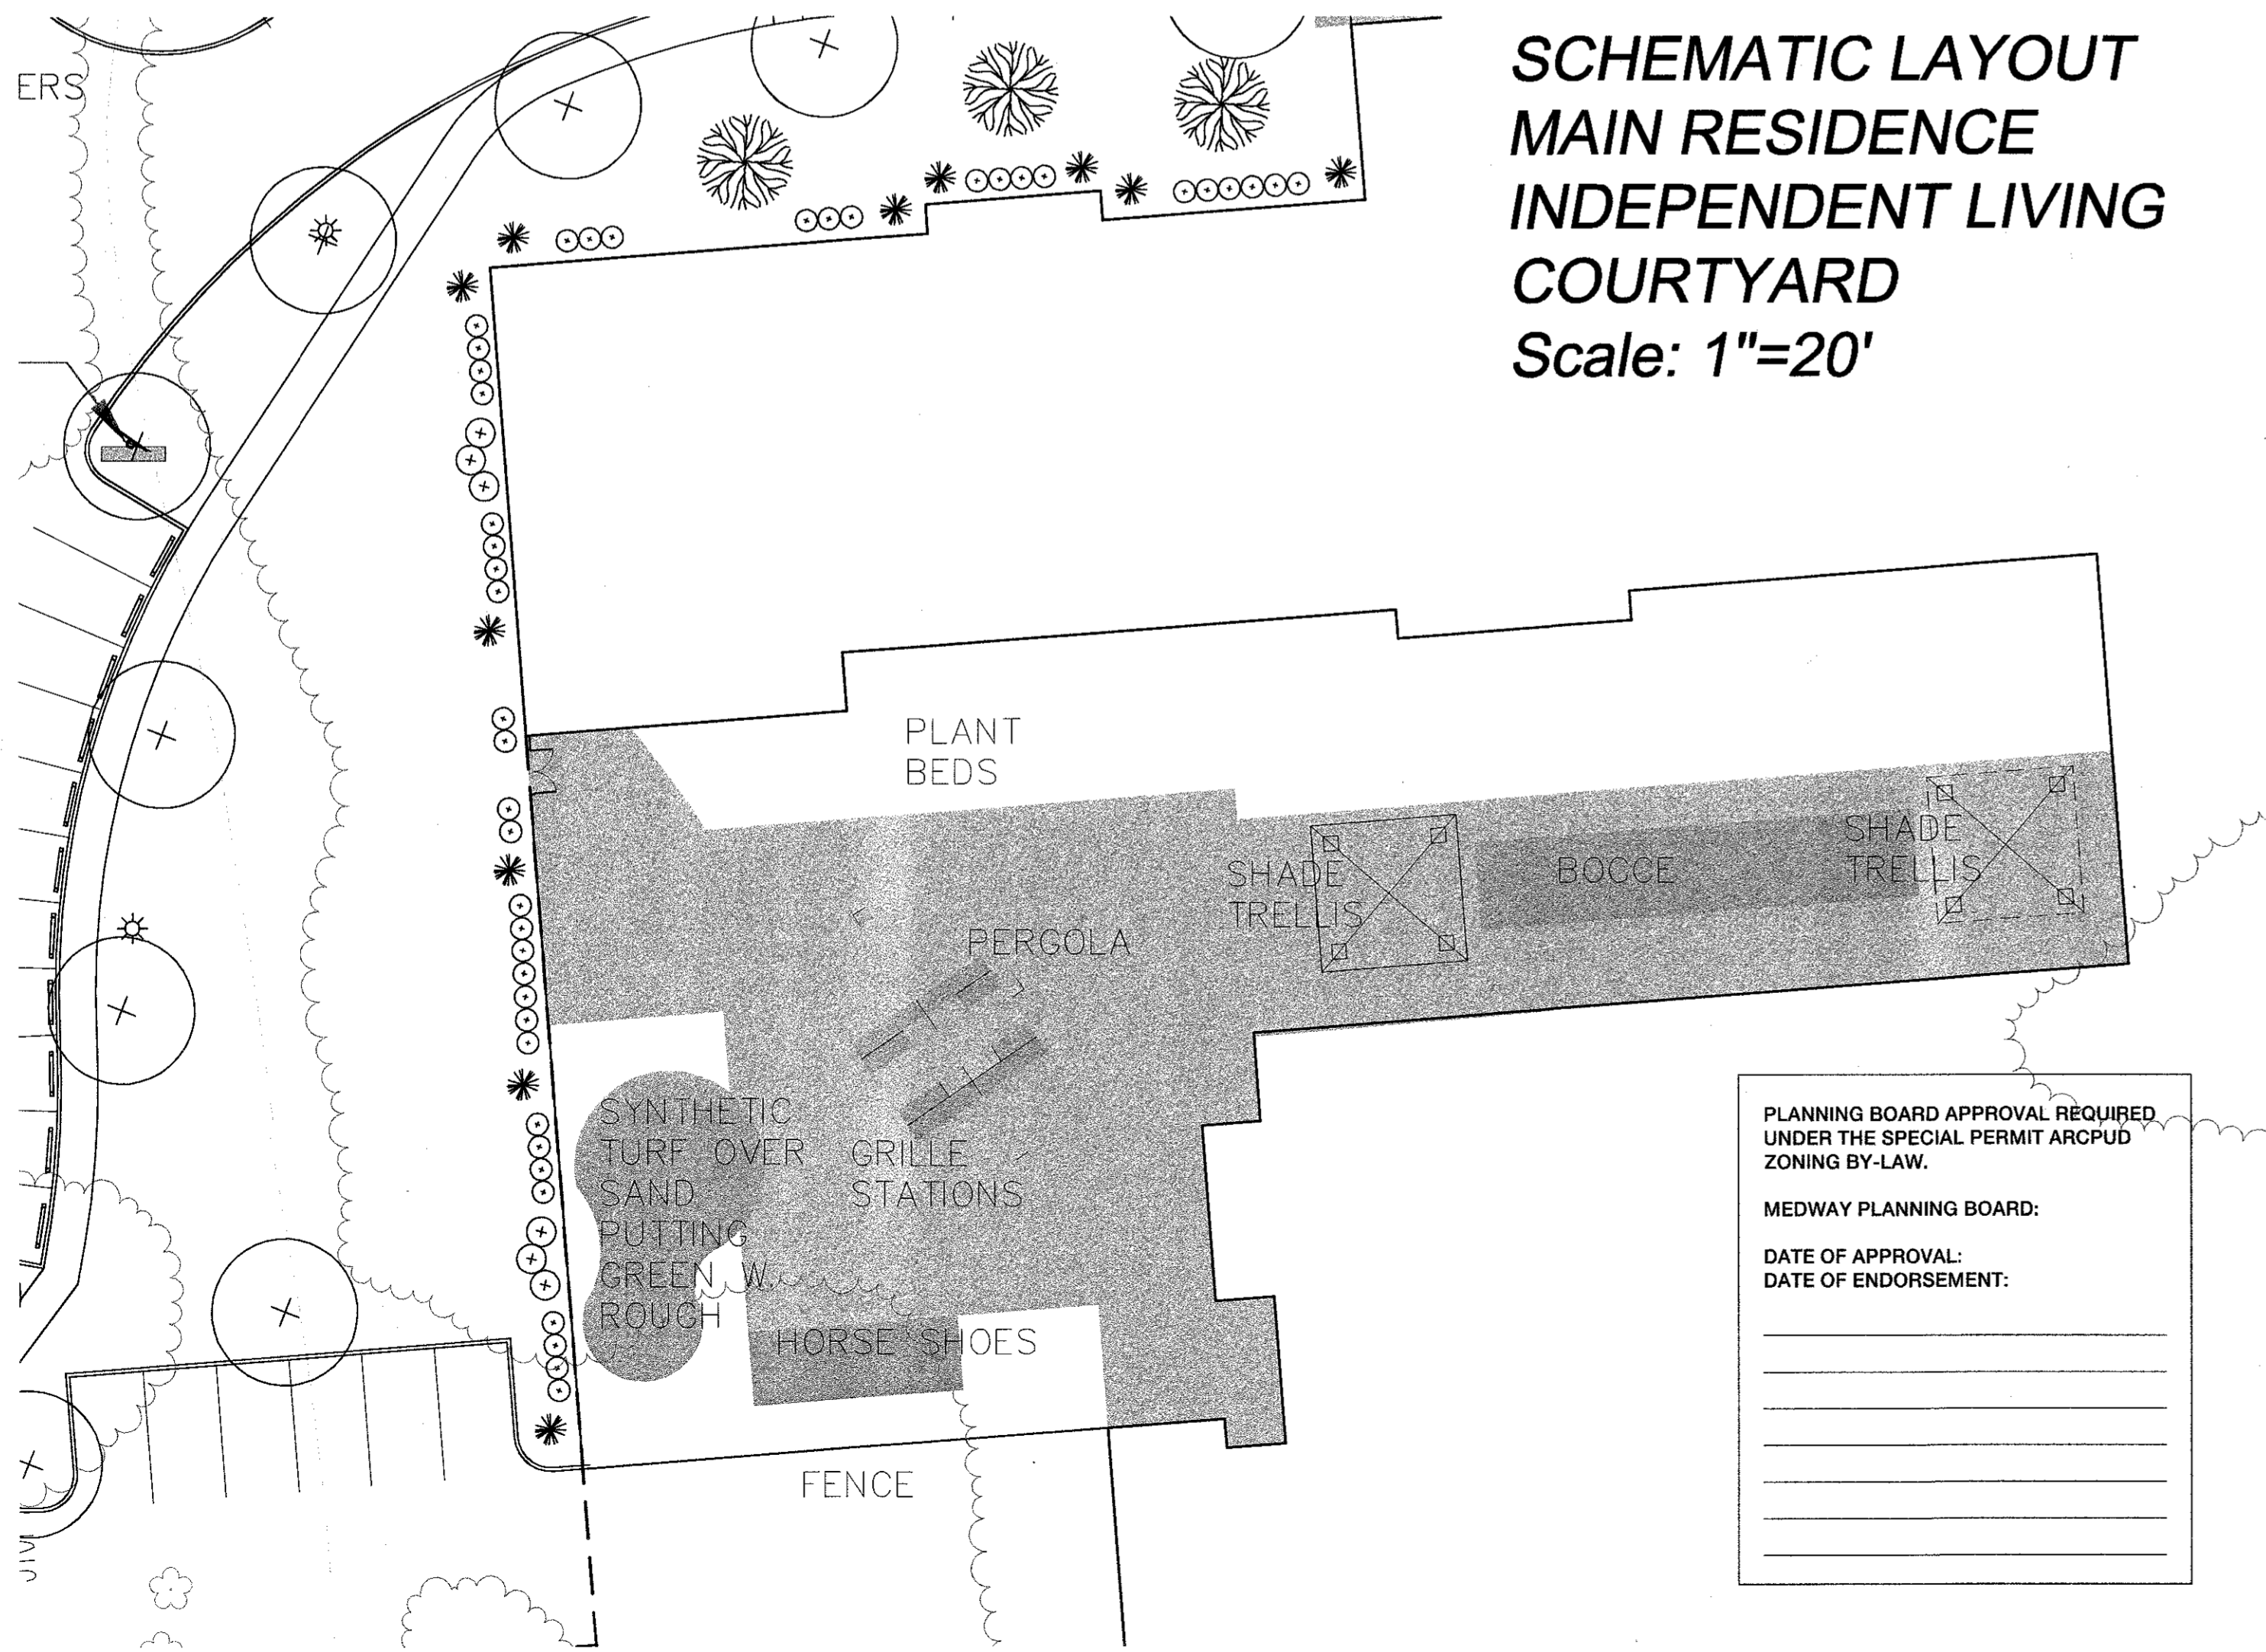 ERS
SCHEMATIC LAYOUT
MAIN RESIDENCE
INDEPENDENT LIVING
COURTYARD
Scale: 1"=20'
PLANT
BEDS
SHADE
TRELLIS
BOCCE
SHADE
TRELLIS
PERGOLA
SYNTHETIC
TURF OVER
SAND
PUTTING
GREEN W.
ROUGH
GRILLE
STATIONS
HORSE SHOES
FENCE
PLANNING BOARD APPROVAL REQUIRED
UNDER THE SPECIAL PERMIT ARCPUD
ZONING BY-LAW.
MEDWAY PLANNING BOARD:
DATE OF APPROVAL:
DATE OF ENDORSEMENT: